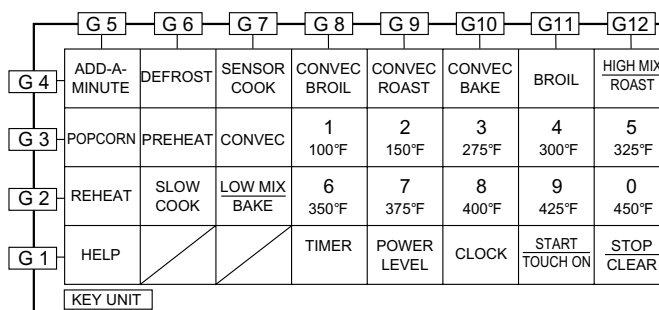 G 5 G 6 G 7 G 8 G 9 G10 G11 G12
G 4
ADD-A-
MINUTE
DEFROST
SENSOR
COOK
CONVEC
BROIL
CONVEC
ROAST
CONVEC
BAKE
BROIL
HIGH MIX
ROAST
G 3
POPCORN
PREHEAT
CONVEC
1
100°F
2
150°F
3
275°F
4
300°F
5
325°F
G 2
REHEAT
SLOW
COOK
LOW MIX
BAKE
6
350°F
7
375°F
8
400°F
9
425°F
0
450°F
G 1
HELP
TIMER
POWER
LEVEL
CLOCK
START
TOUCH ON
STOP
CLEAR
KEY UNIT